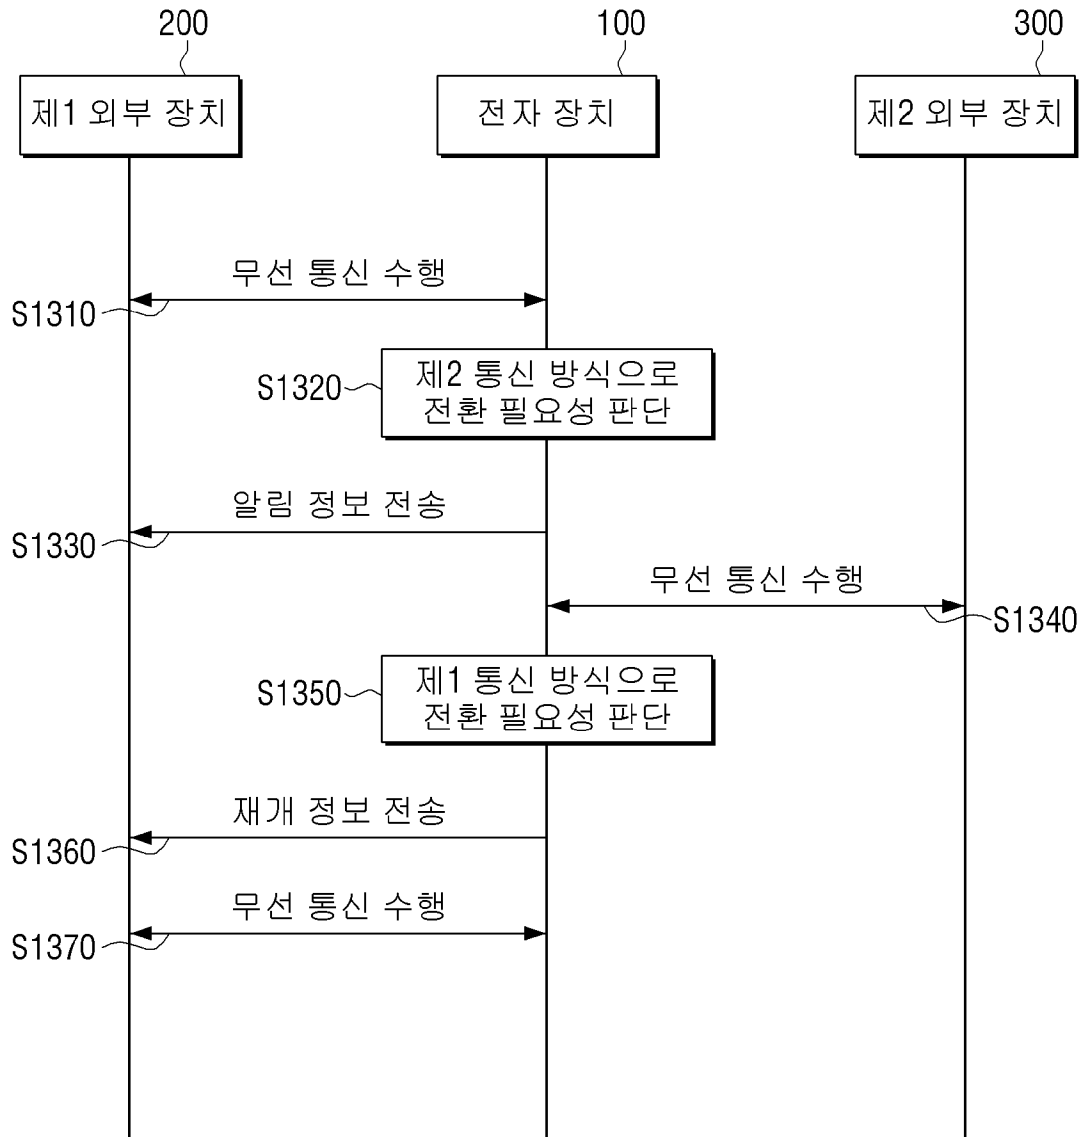 200
100
300
제1 외부 장치
전자 장치
제2 외부 장치
무선 통신 수행
S1310
제2 통신 방식으로
전환 필요성 판단
S1320
알림 정보 전송
S1330
무선 통신 수행
S1340
제1 통신 방식으로
전환 필요성 판단
S1350
재개 정보 전송
S1360
무선 통신 수행
S1370